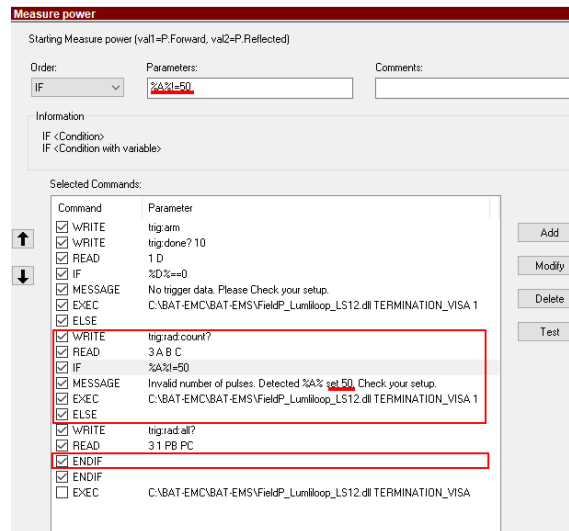 Measure power
Starting Measure power (val1=P.Forward, val2=P.Reflected)
Order: Parameters: Comments:
IF %A%!=50
Information
IF <Condition>
IF <Condition with variable>
Selected Commands:
Command Parameter
WRITE trig:arm
WRITE trig:done? 10
READ 1 D
IF %D%==0
MESSAGE No trigger data. Please Check your setup.
EXEC C:\BAT-EMC\BAT-EMS\FieldP_Lumiloop_LS12.dll TERMINATION_VISA 1
ELSE
WRITE trig:rad:count?
READ 3 A B C
IF %A%!=50
MESSAGE Invalid number of pulses. Detected %A% set 50. Check your setup.
EXEC C:\BAT-EMC\BAT-EMS\FieldP_Lumiloop_LS12.dll TERMINATION_VISA 1
ELSE
WRITE trig:rad:all?
READ 3 1 PB PC
ENDIF
ENDIF
EXEC C:\BAT-EMC\BAT-EMS\FieldP_Lumiloop_LS12.dll TERMINATION_VISA
Add
Modify
Delete
Test